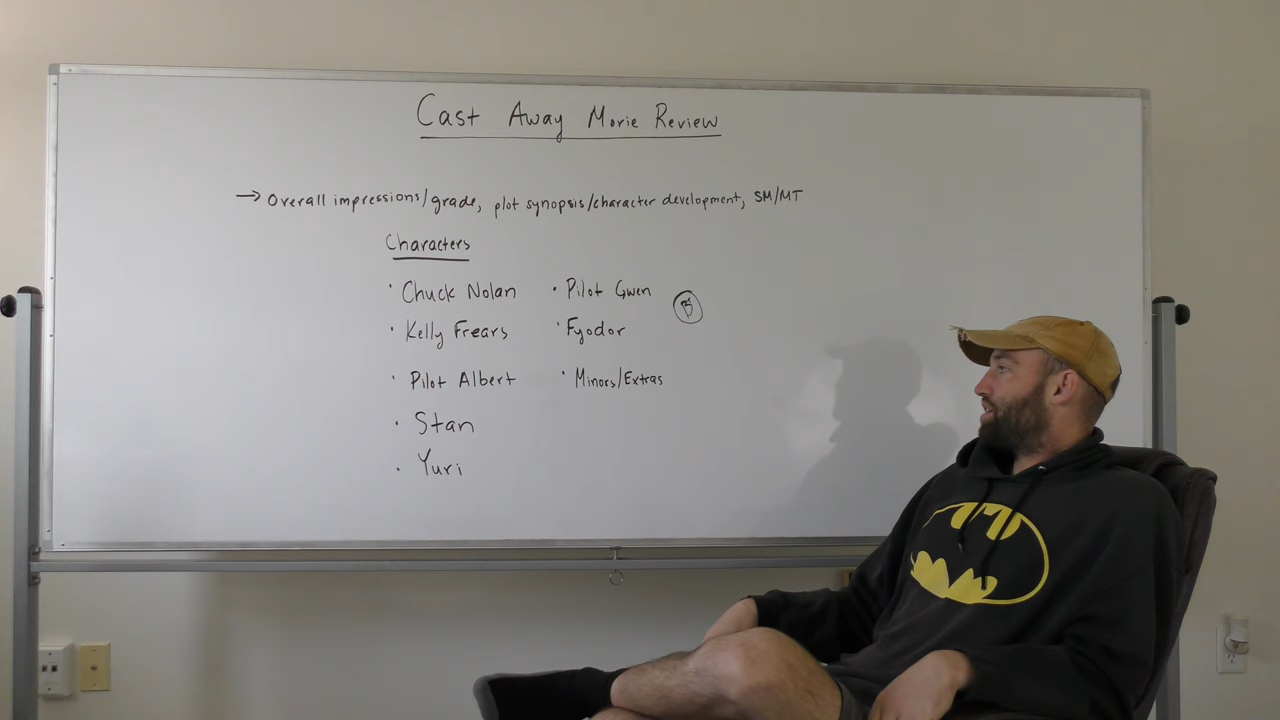 Cast Away Movie Review
→ Overall impressions/grade, plot synopsis/character development, SM/MT
Characters
• Chuck Nolan
• Kelly Frears
• Pilot Albert
• Stan
• Yuri
• Pilot Gwen
• Fyodor
• Minors/Extras
B